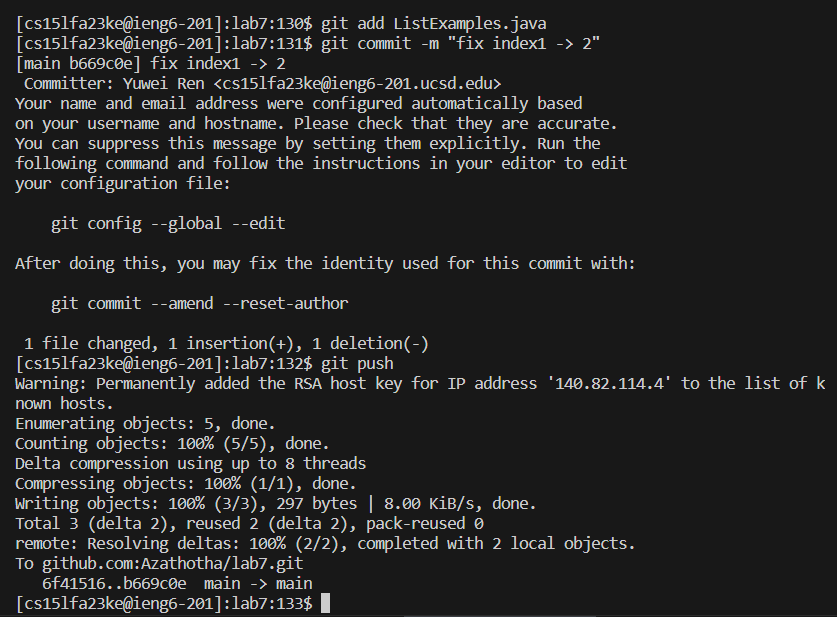 [cs15lfa23ke@ieng6-201]:lab7:130$ git add ListExamples.java
[cs15lfa23ke@ieng6-201]:lab7:131$ git commit -m "fix index1 -> 2"
[main b669c0e] fix index1 -> 2
 Committer: Yuwei Ren <cs15lfa23ke@ieng6-201.ucsd.edu>
Your name and email address were configured automatically based
on your username and hostname. Please check that they are accurate.
You can suppress this message by setting them explicitly. Run the
following command and follow the instructions in your editor to edit
your configuration file:

    git config --global --edit

After doing this, you may fix the identity used for this commit with:

    git commit --amend --reset-author

 1 file changed, 1 insertion(+), 1 deletion(-)
[cs15lfa23ke@ieng6-201]:lab7:132$ git push
Warning: Permanently added the RSA host key for IP address '140.82.114.4' to the list of k
nown hosts.
Enumerating objects: 5, done.
Counting objects: 100% (5/5), done.
Delta compression using up to 8 threads
Compressing objects: 100% (1/1), done.
Writing objects: 100% (3/3), 297 bytes | 8.00 KiB/s, done.
Total 3 (delta 2), reused 2 (delta 2), pack-reused 0
remote: Resolving deltas: 100% (2/2), completed with 2 local objects.
To github.com:Azathotha/lab7.git
   6f41516..b669c0e  main -> main
[cs15lfa23ke@ieng6-201]:lab7:133$